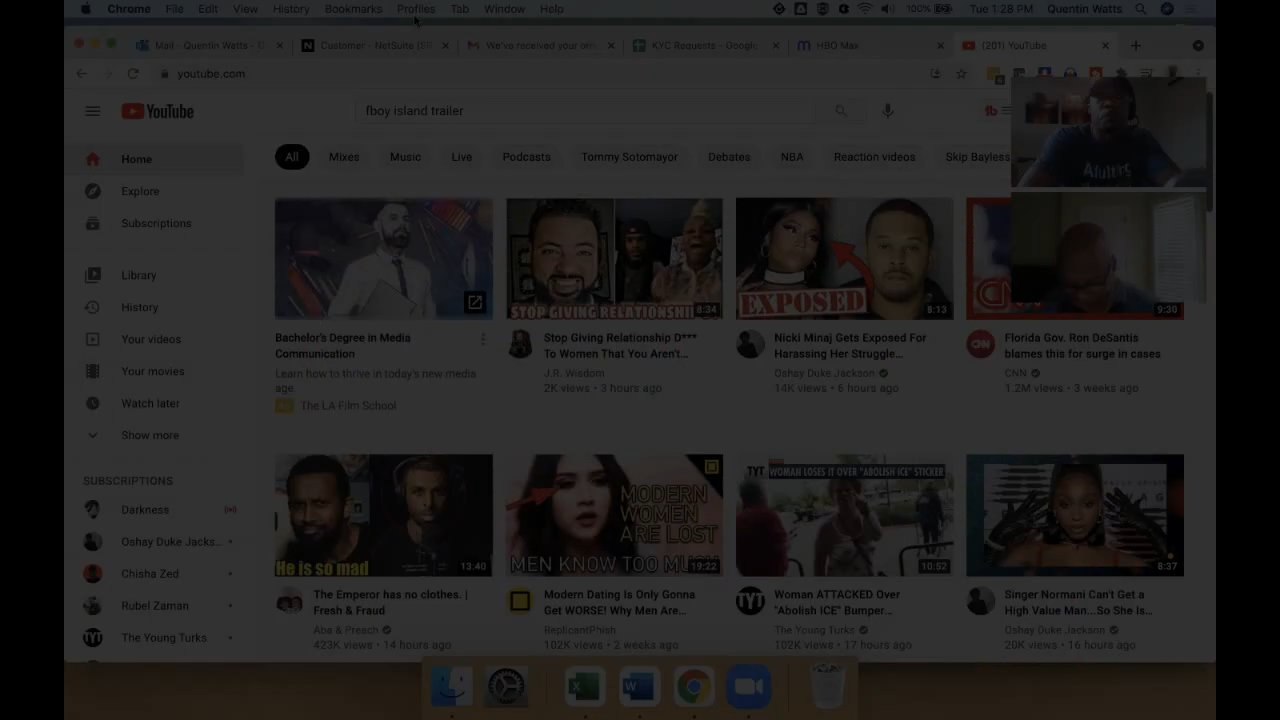 Chrome File Edit View History Bookmarks Profiles Tab Window Help 100% Tue 1:28 PM Quentin Watts
Mail - Quentin Watts - D We've received your Customer - NetSuite KYC Requests - Google HBO Max (201) YouTube
youtube.com
YouTube
fboy island trailer
All Mixes Music Live Podcasts Tommy Sotomayor Debates NBA Reaction videos Skip Bayless
Home
Explore
Subscriptions
Library
History
Your videos
Your movies
Watch later
Show more
SUBSCRIPTIONS
Darkness
Oshay Duke Jacks...
Chisha Zed
Rubel Zaman
The Young Turks
Adults
STOP GIVING RELATIONSHI 8:34
EXPOSED 8:13
9:30
Bachelor's Degree in Media
Communication
Learn how to thrive in today's new media
age.
Ad The LA Film School
Stop Giving Relationship D***
To Women That You Aren't...
J.R. Wisdom
2K views • 3 hours ago
Nicki Minaj Gets Exposed For
Harassing Her Struggle...
Oshay Duke Jackson
14K views • 6 hours ago
CNN
Florida Gov. Ron DeSantis
blames this for surge in cases
CNN
1.2M views • 3 weeks ago
He is so mad 13:40
MODERN
WOMEN
ARE LOST
MEN KNOW TOO MUCH 19:22
TYT WOMAN LOSES IT OVER "ABOLISH ICE" STICKER
10:52
8:37
The Emperor has no clothes. |
Fresh & Fraud
Aba & Preach
423K views • 14 hours ago
Modern Dating Is Only Gonna
Get WORSE! Why Men Are...
ReplicantPhish
102K views • 2 weeks ago
TYT
Woman ATTACKED Over
"Abolish ICE" Bumper...
The Young Turks
102K views • 17 hours ago
Singer Normani Can't Get a
High Value Man...So She Is...
Oshay Duke Jackson
20K views • 16 hours ago